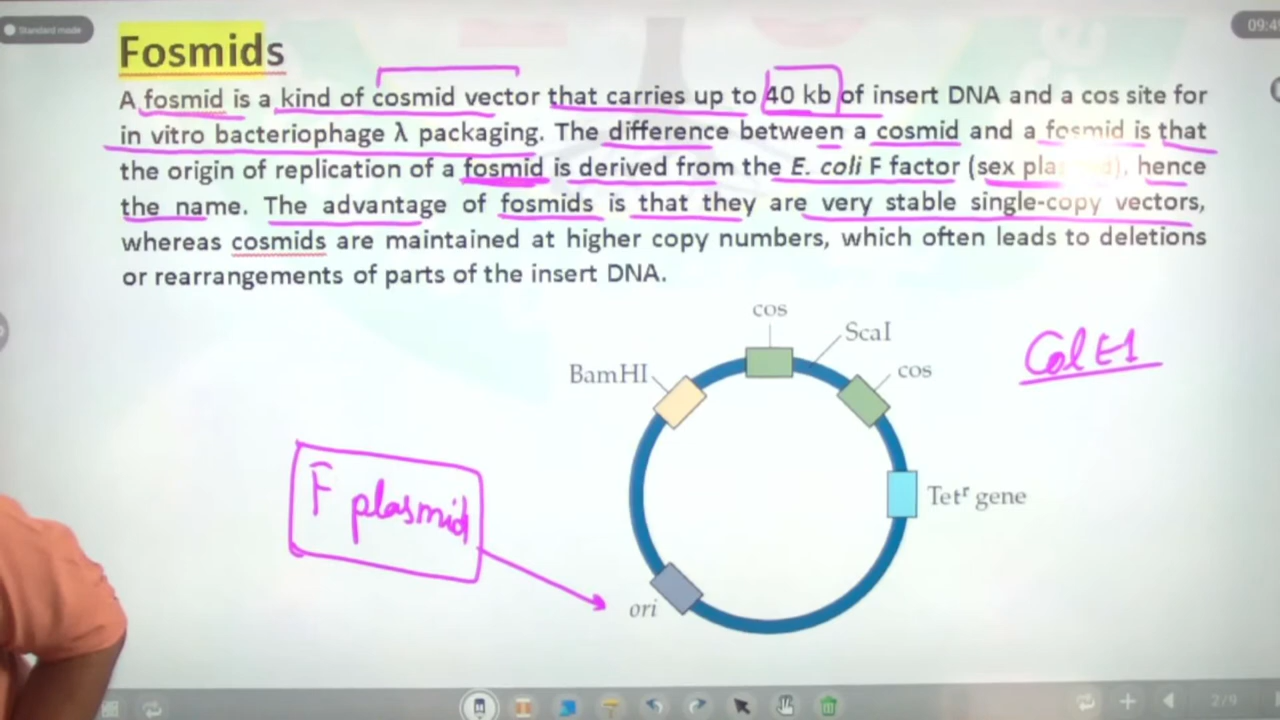 Standard mode
09:4
Fosmids
A fosmid is a kind of cosmid vector that carries up to 40 kb of insert DNA and a cos site for
in vitro bacteriophage λ packaging. The difference between a cosmid and a fosmid is that
the origin of replication of a fosmid is derived from the E. coli F factor (sex pla d), hence
the name. The advantage of fosmids is that they are very stable single-copy vectors,
whereas cosmids are maintained at higher copy numbers, which often leads to deletions
or rearrangements of parts of the insert DNA.
cos
ScaI
BamHI
cos
Col E1
F plasmid
Tetʳ gene
ori
2/9